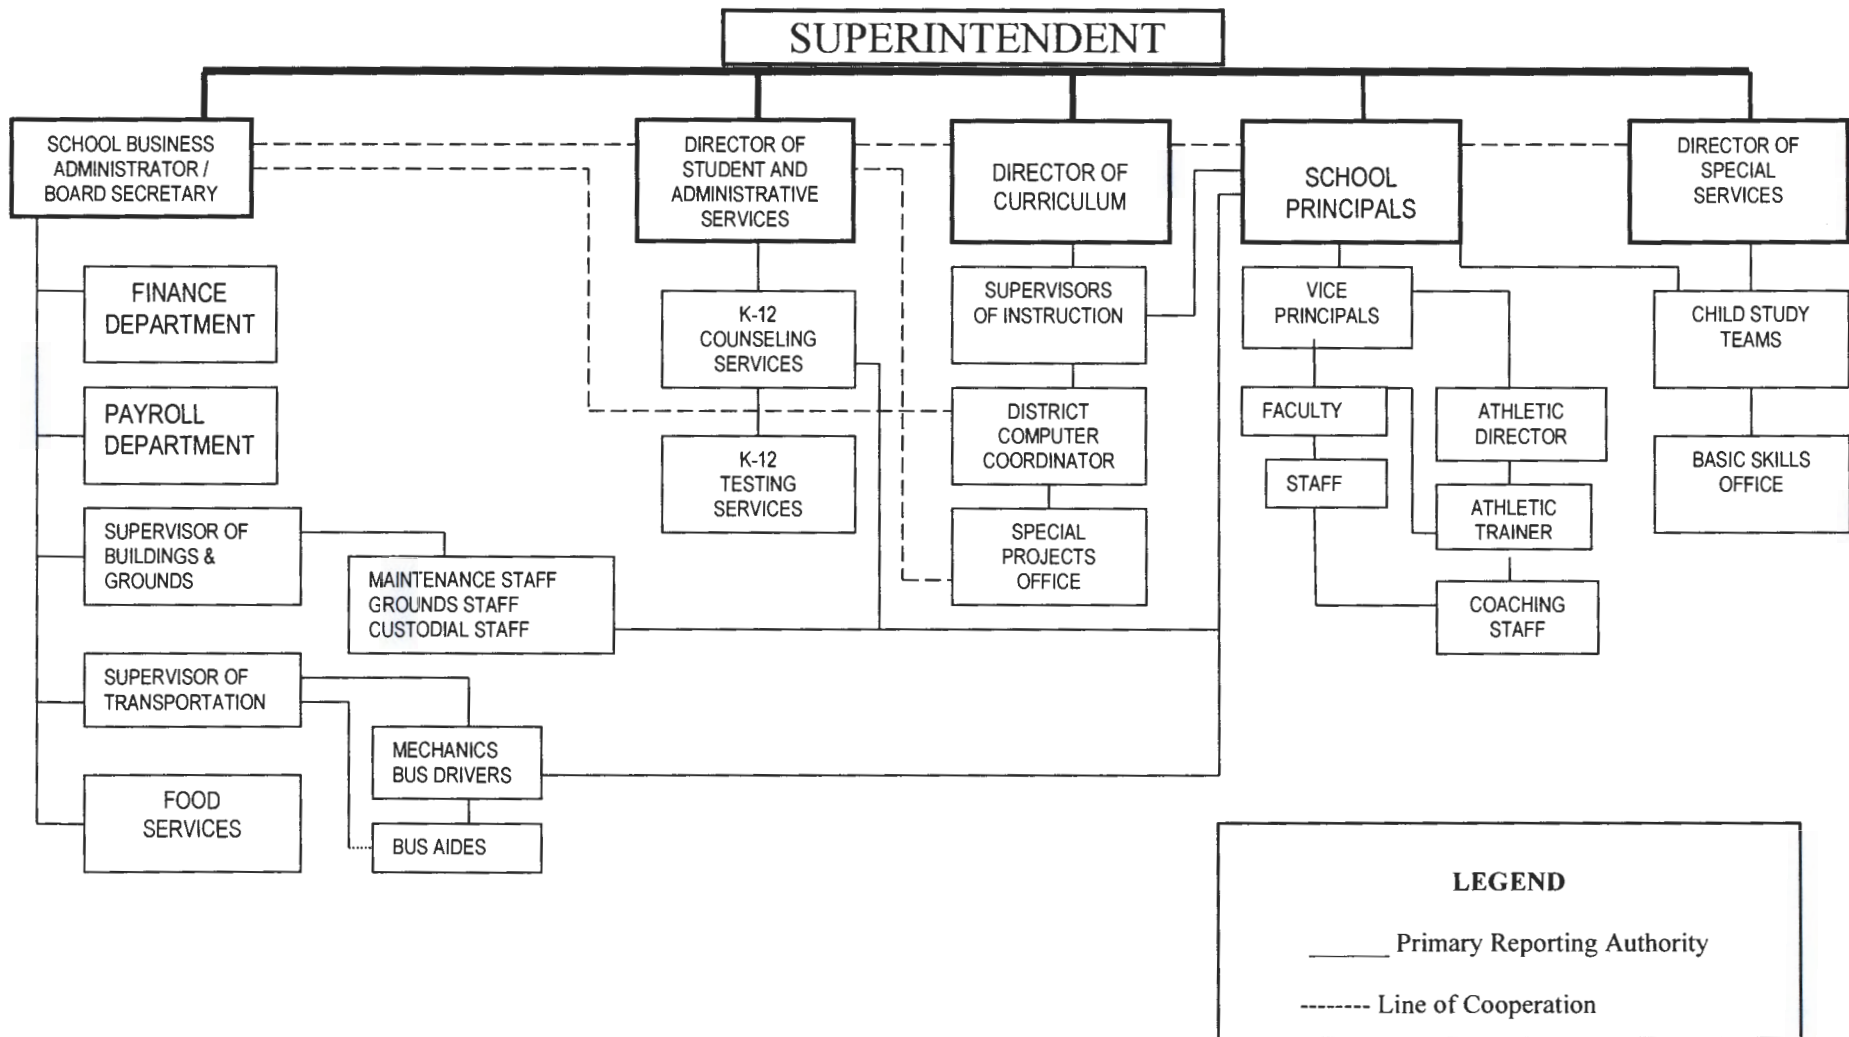 SUPERINTENDENT
SCHOOL BUSINESS
ADMINISTRATOR /
BOARD SECRETARY
FINANCE
DEPARTMENT
PAYROLL
DEPARTMENT
SUPERVISOR OF
BUILDINGS &
GROUNDS
MAINTENANCE STAFF
GROUNDS STAFF
CUSTODIAL STAFF
SUPERVISOR OF
TRANSPORTATION
MECHANICS
BUS DRIVERS
BUS AIDES
FOOD
SERVICES
DIRECTOR OF
STUDENT AND
ADMINISTRATIVE
SERVICES
K-12
COUNSELING
SERVICES
K-12
TESTING
SERVICES
DIRECTOR OF
CURRICULUM
SUPERVISORS
OF INSTRUCTION
DISTRICT
COMPUTER
COORDINATOR
SPECIAL
PROJECTS
OFFICE
SCHOOL
PRINCIPALS
VICE
PRINCIPALS
FACULTY
STAFF
ATHLETIC
DIRECTOR
ATHLETIC
TRAINER
COACHING
STAFF
DIRECTOR OF
SPECIAL
SERVICES
CHILD STUDY
TEAMS
BASIC SKILLS
OFFICE
LEGEND
Primary Reporting Authority
Line of Cooperation